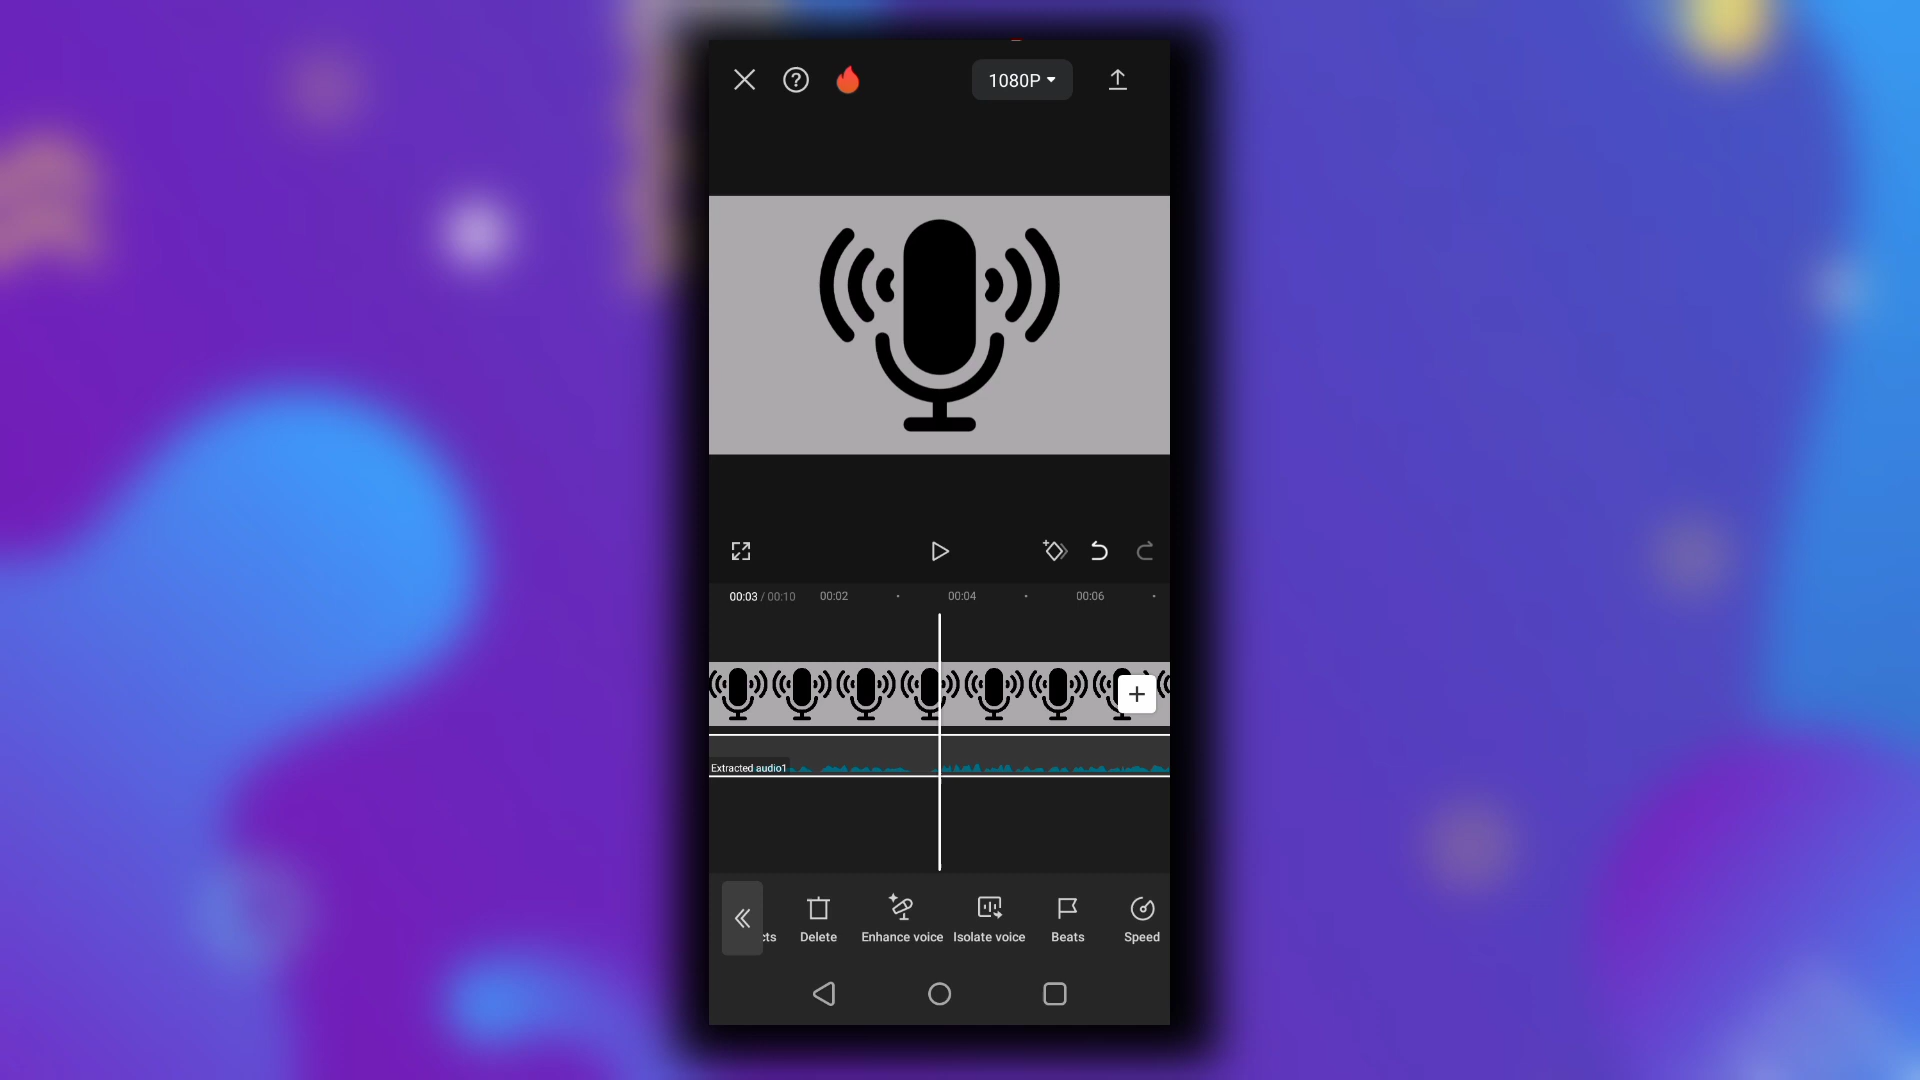 1080P
00:03 / 00:10 00:02 00:04 00:06
Extracted audio1
cts Delete Enhance voice Isolate voice Beats Speed